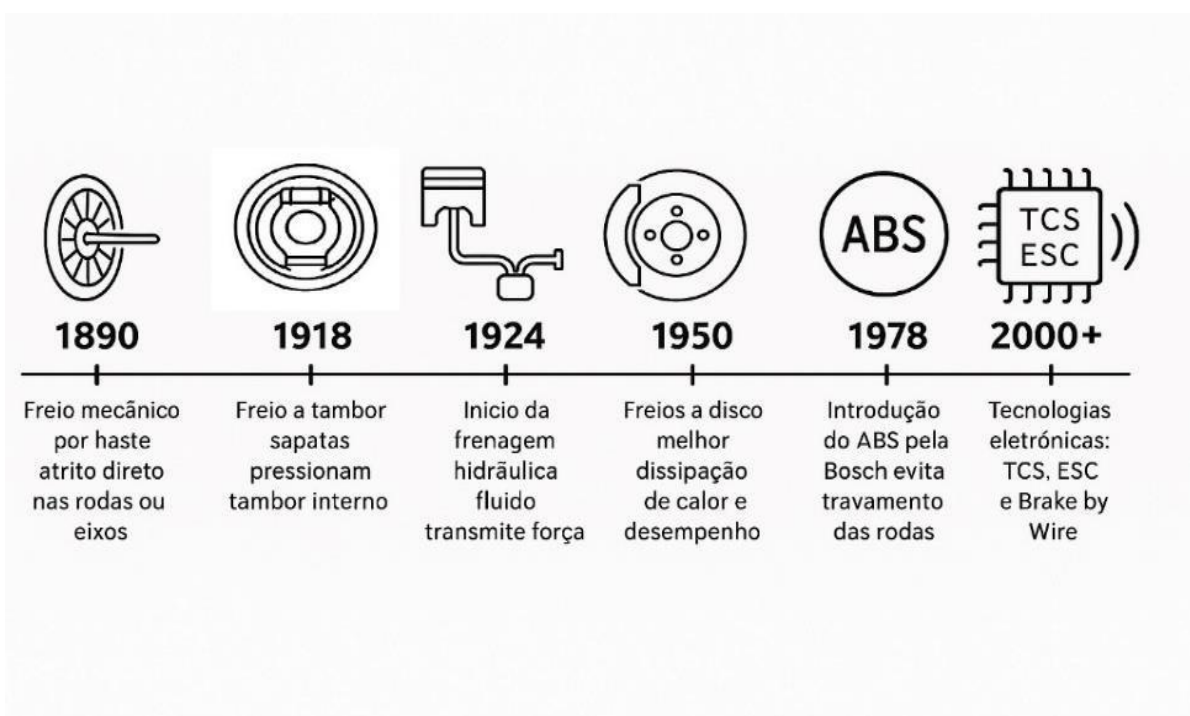 TCS
ABS
ESC
1890
1918
1924
1950
1978
2000+
Freio mecânico
por haste
atrito direto
nas rodas ou
eixos
Freio a tambor
sapatas
pressionam
tambor interno
Inicio da
frenagem
hidrãulica
fluido
transmite força
Freios a disco
melhor
dissipação
de calor e
desempenho
Introdução
do ABS pela
Bosch evita
travamento
das rodas
Tecnologias
eletrónicas:
TCS, ESC
e Brake by
Wire